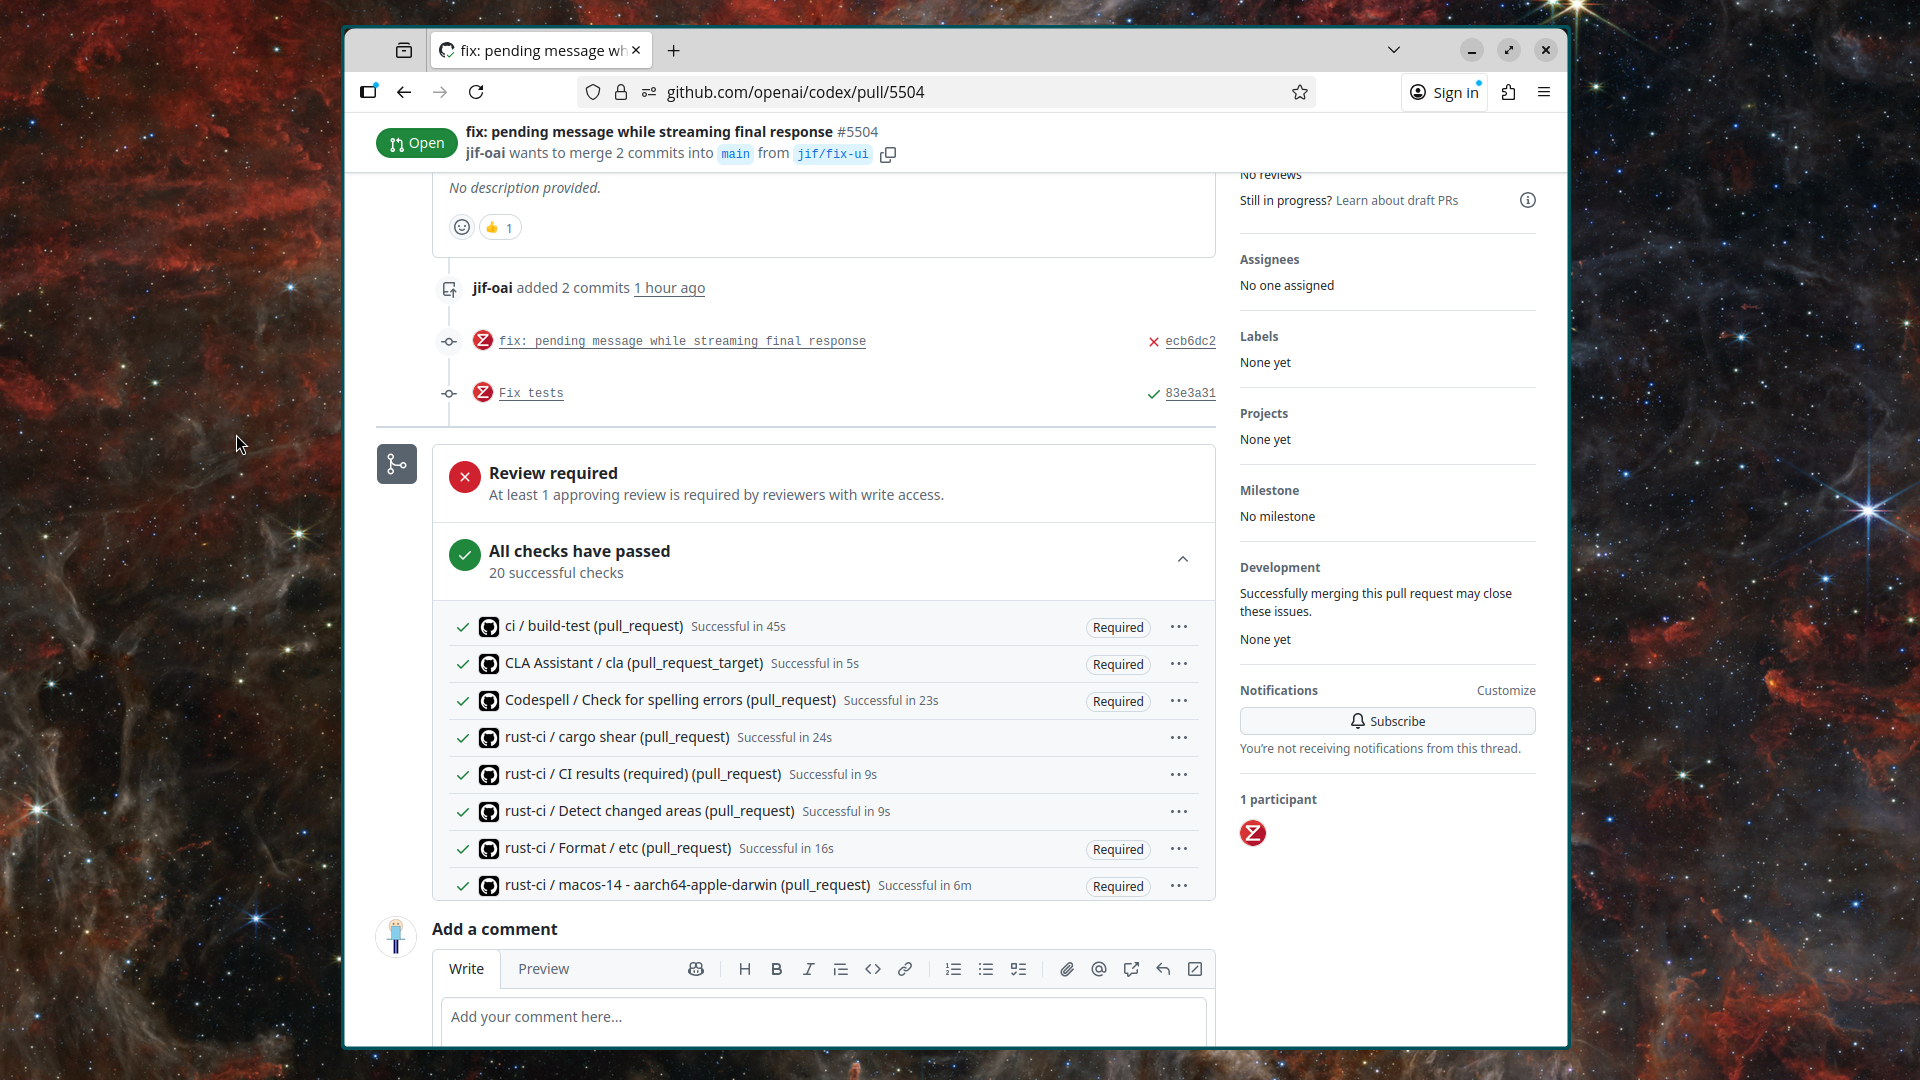 fix: pending message wh
github.com/openai/codex/pull/5504
Sign in
Open
fix: pending message while streaming final response #5504
jif-oai wants to merge 2 commits into main from jif/fix-ui
No description provided.
👍 1
jif-oai added 2 commits 1 hour ago
fix: pending message while streaming final response ecb6dc2
Fix tests 83e3a31
Review required
At least 1 approving review is required by reviewers with write access.
All checks have passed
20 successful checks
ci / build-test (pull_request) Successful in 45s Required
CLA Assistant / cla (pull_request_target) Successful in 5s Required
Codespell / Check for spelling errors (pull_request) Successful in 23s Required
rust-ci / cargo shear (pull_request) Successful in 24s
rust-ci / CI results (required) (pull_request) Successful in 9s
rust-ci / Detect changed areas (pull_request) Successful in 9s
rust-ci / Format / etc (pull_request) Successful in 16s Required
rust-ci / macos-14 - aarch64-apple-darwin (pull_request) Successful in 6m Required
Add a comment
Write Preview
Add your comment here...
No reviews
Still in progress? Learn about draft PRs
Assignees
No one assigned
Labels
None yet
Projects
None yet
Milestone
No milestone
Development
Successfully merging this pull request may close
these issues.
None yet
Notifications Customize
Subscribe
You're not receiving notifications from this thread.
1 participant